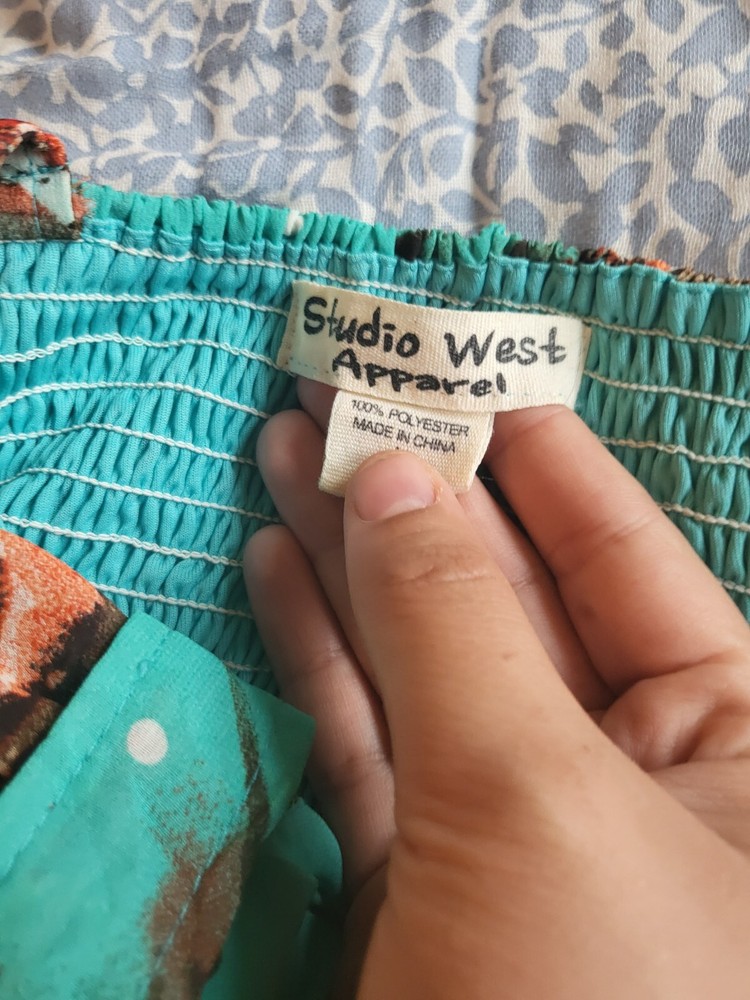 Studio West
Apparel
100% POLYESTER
MADE IN CHINA